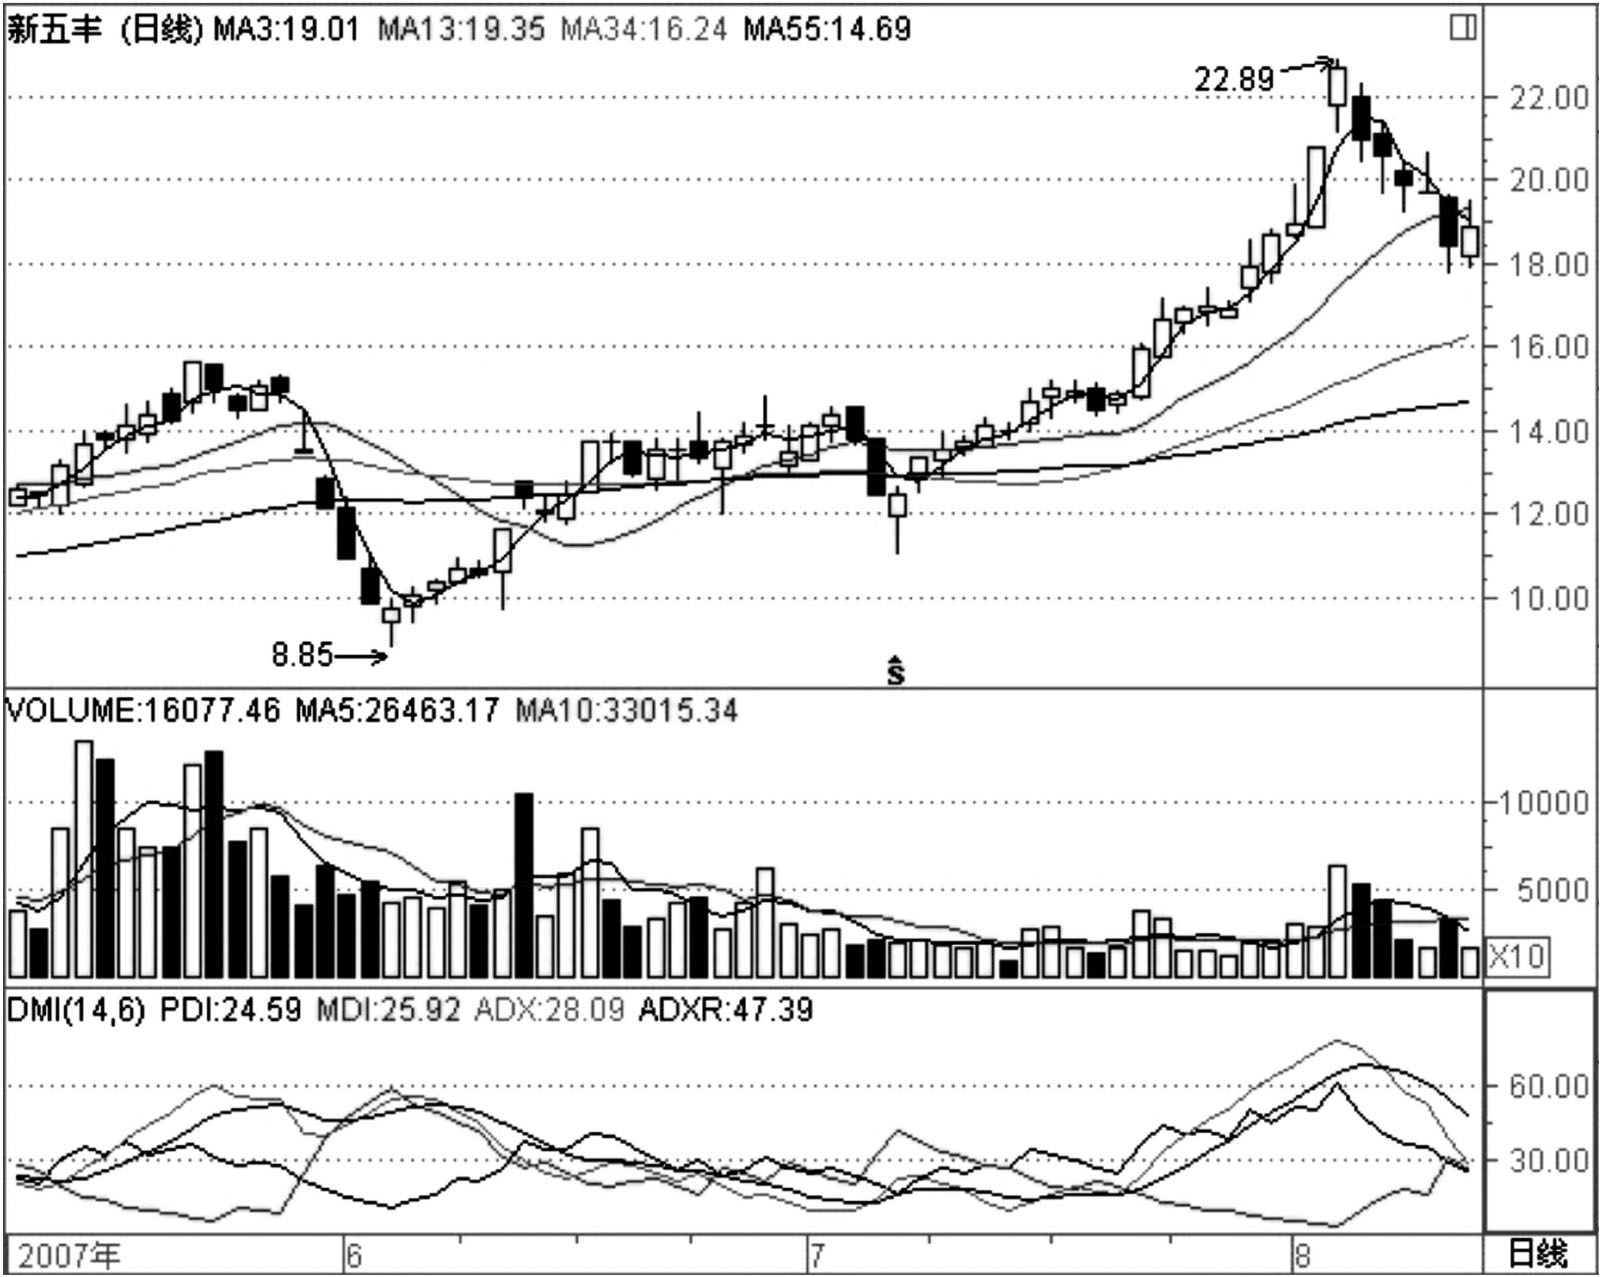 新五丰 (日线) MA3:19.01 MA13:19.35 MA34:16.24 MA55:14.69
22.89
22.00
20.00
18.00
16.00
14.00
12.00
10.00
8.85
S
VOLUME:16077.46 MA5:26463.17 MA10:33015.34
10000
5000
X10
DMI(14,6) PDI:24.59 MDI:25.92 ADX:28.09 ADXR:47.39
60.00
30.00
2007年 6 7 8 日线